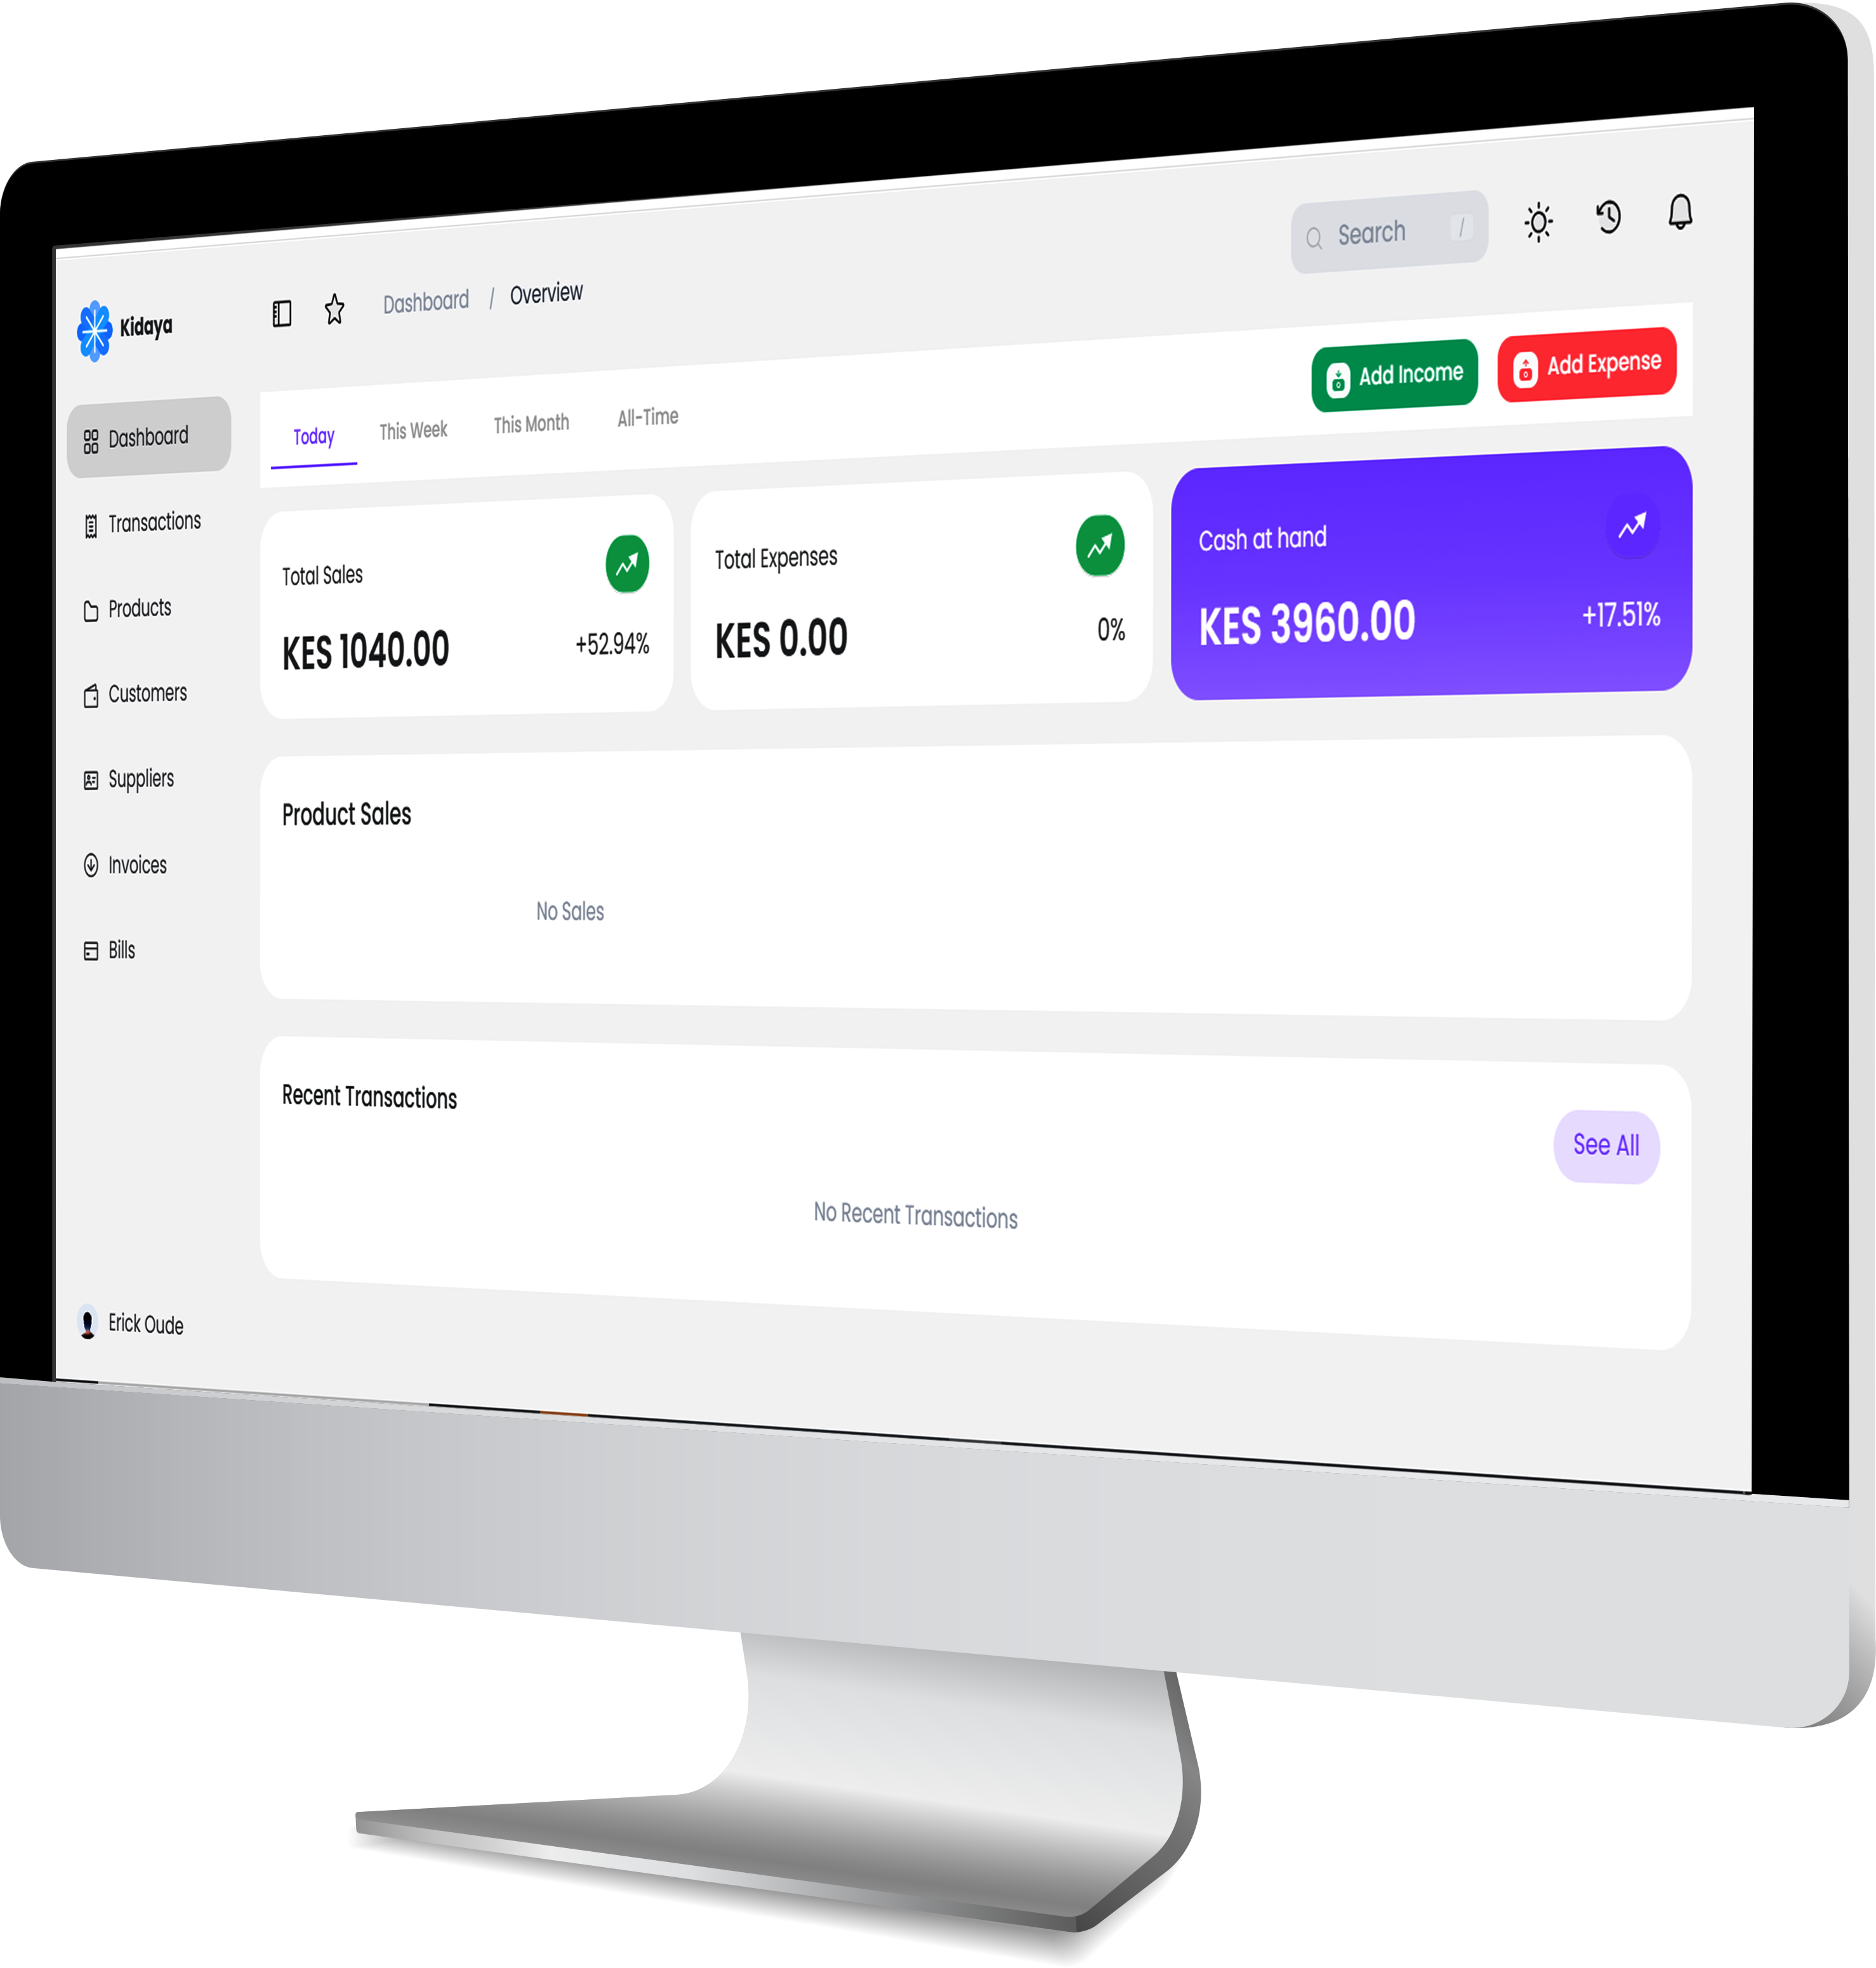 Kidaya
Dashboard / Overview
Search /
Today
This Week
This Month
All-Time
Add Income
Add Expense
Dashboard
Transactions
Products
Customers
Suppliers
Invoices
Bills
Erick Oude
Total Sales
KES 1040.00
+52.94%
Total Expenses
KES 0.00
0%
Cash at hand
KES 3960.00
+17.51%
Product Sales
No Sales
Recent Transactions
See All
No Recent Transactions